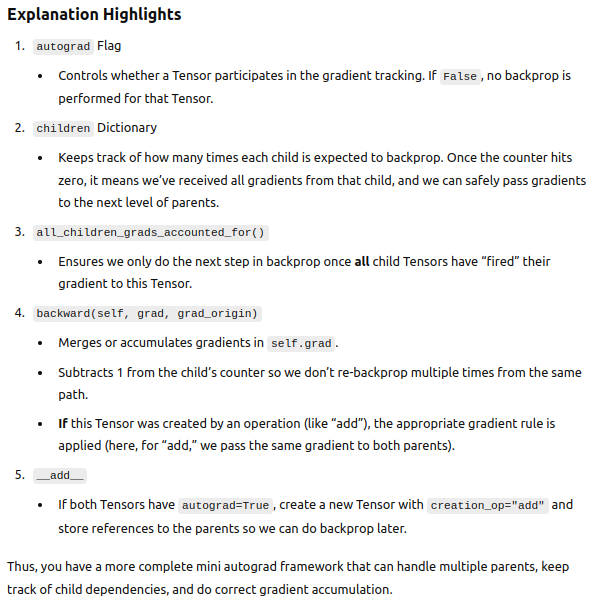 Explanation Highlights
1. autograd Flag
• Controls whether a Tensor participates in the gradient tracking. If False, no backprop is
performed for that Tensor.
2. children Dictionary
• Keeps track of how many times each child is expected to backprop. Once the counter hits
zero, it means we’ve received all gradients from that child, and we can safely pass gradients
to the next level of parents.
3. all_children_grads_accounted_for()
• Ensures we only do the next step in backprop once all child Tensors have “fired” their
gradient to this Tensor.
4. backward(self, grad, grad_origin)
• Merges or accumulates gradients in self.grad.
• Subtracts 1 from the child’s counter so we don’t re-backprop multiple times from the same
path.
• If this Tensor was created by an operation (like “add”), the appropriate gradient rule is
applied (here, for “add,” we pass the same gradient to both parents).
5. __add__
• If both Tensors have autograd=True, create a new Tensor with creation_op="add" and
store references to the parents so we can do backprop later.
Thus, you have a more complete mini autograd framework that can handle multiple parents, keep
track of child dependencies, and do correct gradient accumulation.